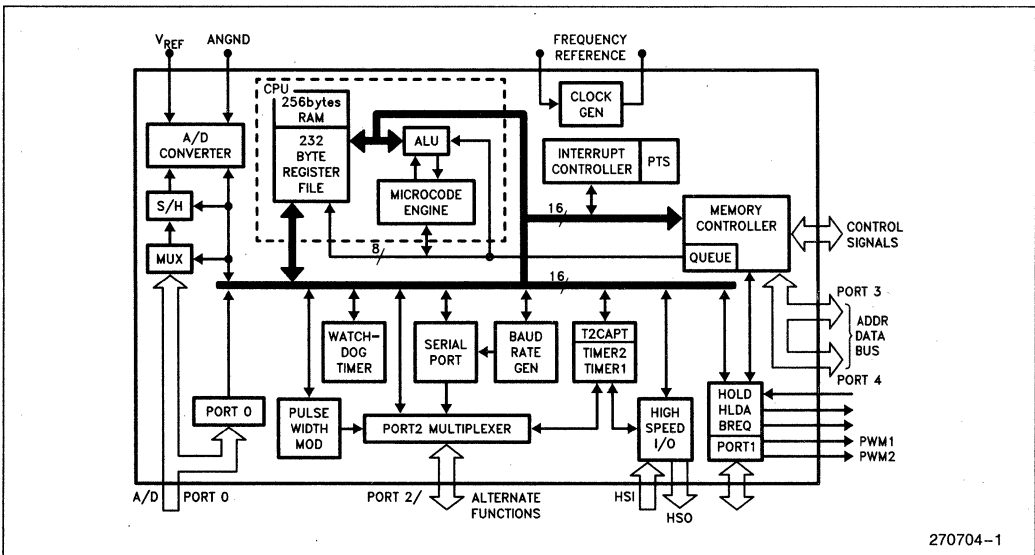 VREF
ANGND
FREQUENCY
REFERENCE
CPU
256bytes
RAM
232
BYTE
REGISTER
FILE
ALU
MICROCODE
ENGINE
CLOCK
GEN
A/D
CONVERTER
S/H
MUX
INTERRUPT
CONTROLLER
PTS
16
MEMORY
CONTROLLER
QUEUE
CONTROL
SIGNALS
8
16
PORT 3
ADDR
DATA
BUS
PORT 4
WATCH-
DOG
TIMER
SERIAL
PORT
BAUD
RATE
GEN
T2CAPT
TIMER2
TIMER1
PORT 0
PULSE
WIDTH
MOD
PORT2 MULTIPLEXER
HIGH
SPEED
I/O
HOLD
HLDA
BREQ
PORT1
PWM1
PWM2
A/D
PORT 0
PORT 2/
ALTERNATE
FUNCTIONS
HSI
HSO
270704-1